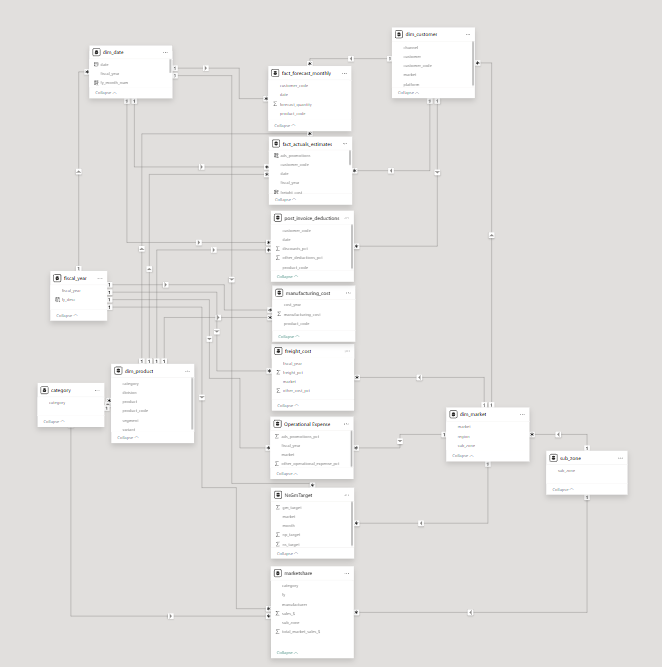 dim_customer
channel
customer
customer_code
market
platform
Collapse
dim_date
date
fiscal_year
fy_month_num
Collapse
fact_forecast_monthly
customer_code
date
forecast_quantity
product_code
Collapse
fact_actuals_estimates
customer_code
date
fiscal_year
freight_cost
Collapse
post_invoice_deductions
customer_code
date
discounts_pct
other_deductions_pct
product_code
Collapse
fiscal_year
fiscal_year
fy_desc
Collapse
manufacturing_cost
cost_year
manufacturing_cost
product_code
Collapse
freight_cost
fiscal_year
freight_pct
market
other_cost_pct
Collapse
dim_product
category
division
product
product_code
segment
variant
Collapse
category
category
Collapse
dim_market
market
region
sub_zone
Collapse
Operational Expense
ads_promotions_pct
fiscal_year
market
other_operational_expense_pct
Collapse
sub_zone
sub_zone
Collapse
NsGmTarget
gm_target
market
month
np_target
ns_target
Collapse
marketshare
category
fy
manufacturer
sales_$
sub_zone
total_market_sales_$
Collapse